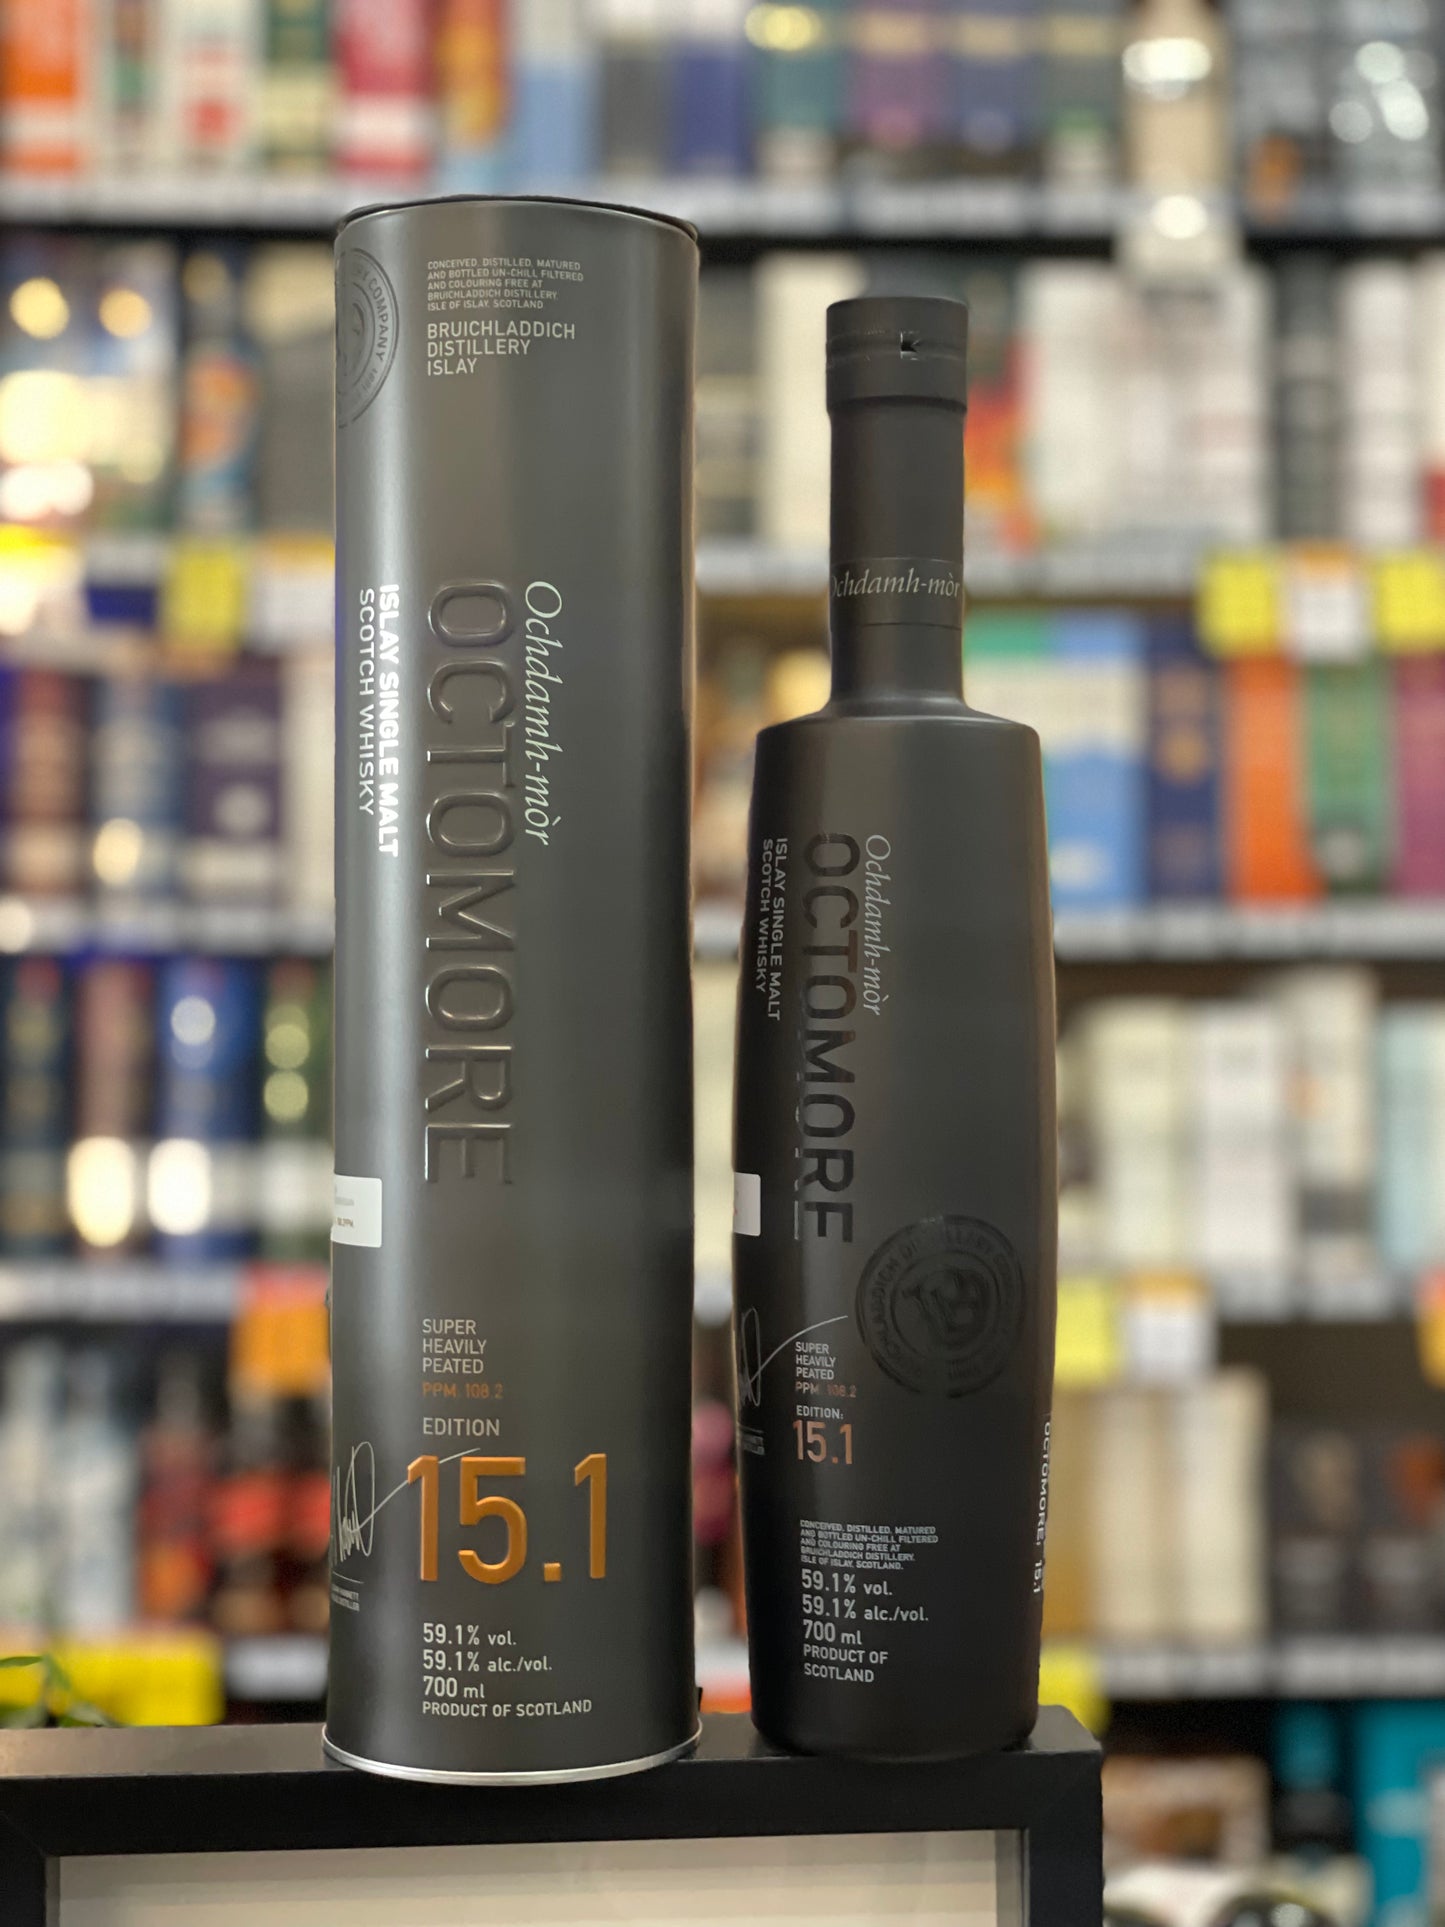 COMPANY
CONCEIVED, DISTILLED, MATURED
AND BOTTLED UN-CHILL FILTERED
AND COLOURING FREE AT
BRUICHLADDICH DISTILLERY,
ISLE OF ISLAY, SCOTLAND
BRUICHLADDICH
DISTILLERY
ISLAY
Ochdamh-mòr
OCTOMORE
ISLAY SINGLE MALT
SCOTCH WHISKY
SUPER
HEAVILY
PEATED
PPM. 108.2
EDITION
15.1
59.1% vol.
59.1% alc./vol.
700 ml
PRODUCT OF SCOTLAND
Ochdamh-mòr
Ochdamh-mòr
OCTOMORE
ISLAY SINGLE MALT
SCOTCH WHISKY
SUPER
HEAVILY
PEATED
PPM. 108.2
EDITION:
15.1
CONCEIVED, DISTILLED, MATURED
AND BOTTLED UN-CHILL FILTERED
AND COLOURING FREE AT
BRUICHLADDICH DISTILLERY,
ISLE OF ISLAY, SCOTLAND.
59.1% vol.
59.1% alc./vol.
700 ml
PRODUCT OF
SCOTLAND
OCTOMORE: 15.1